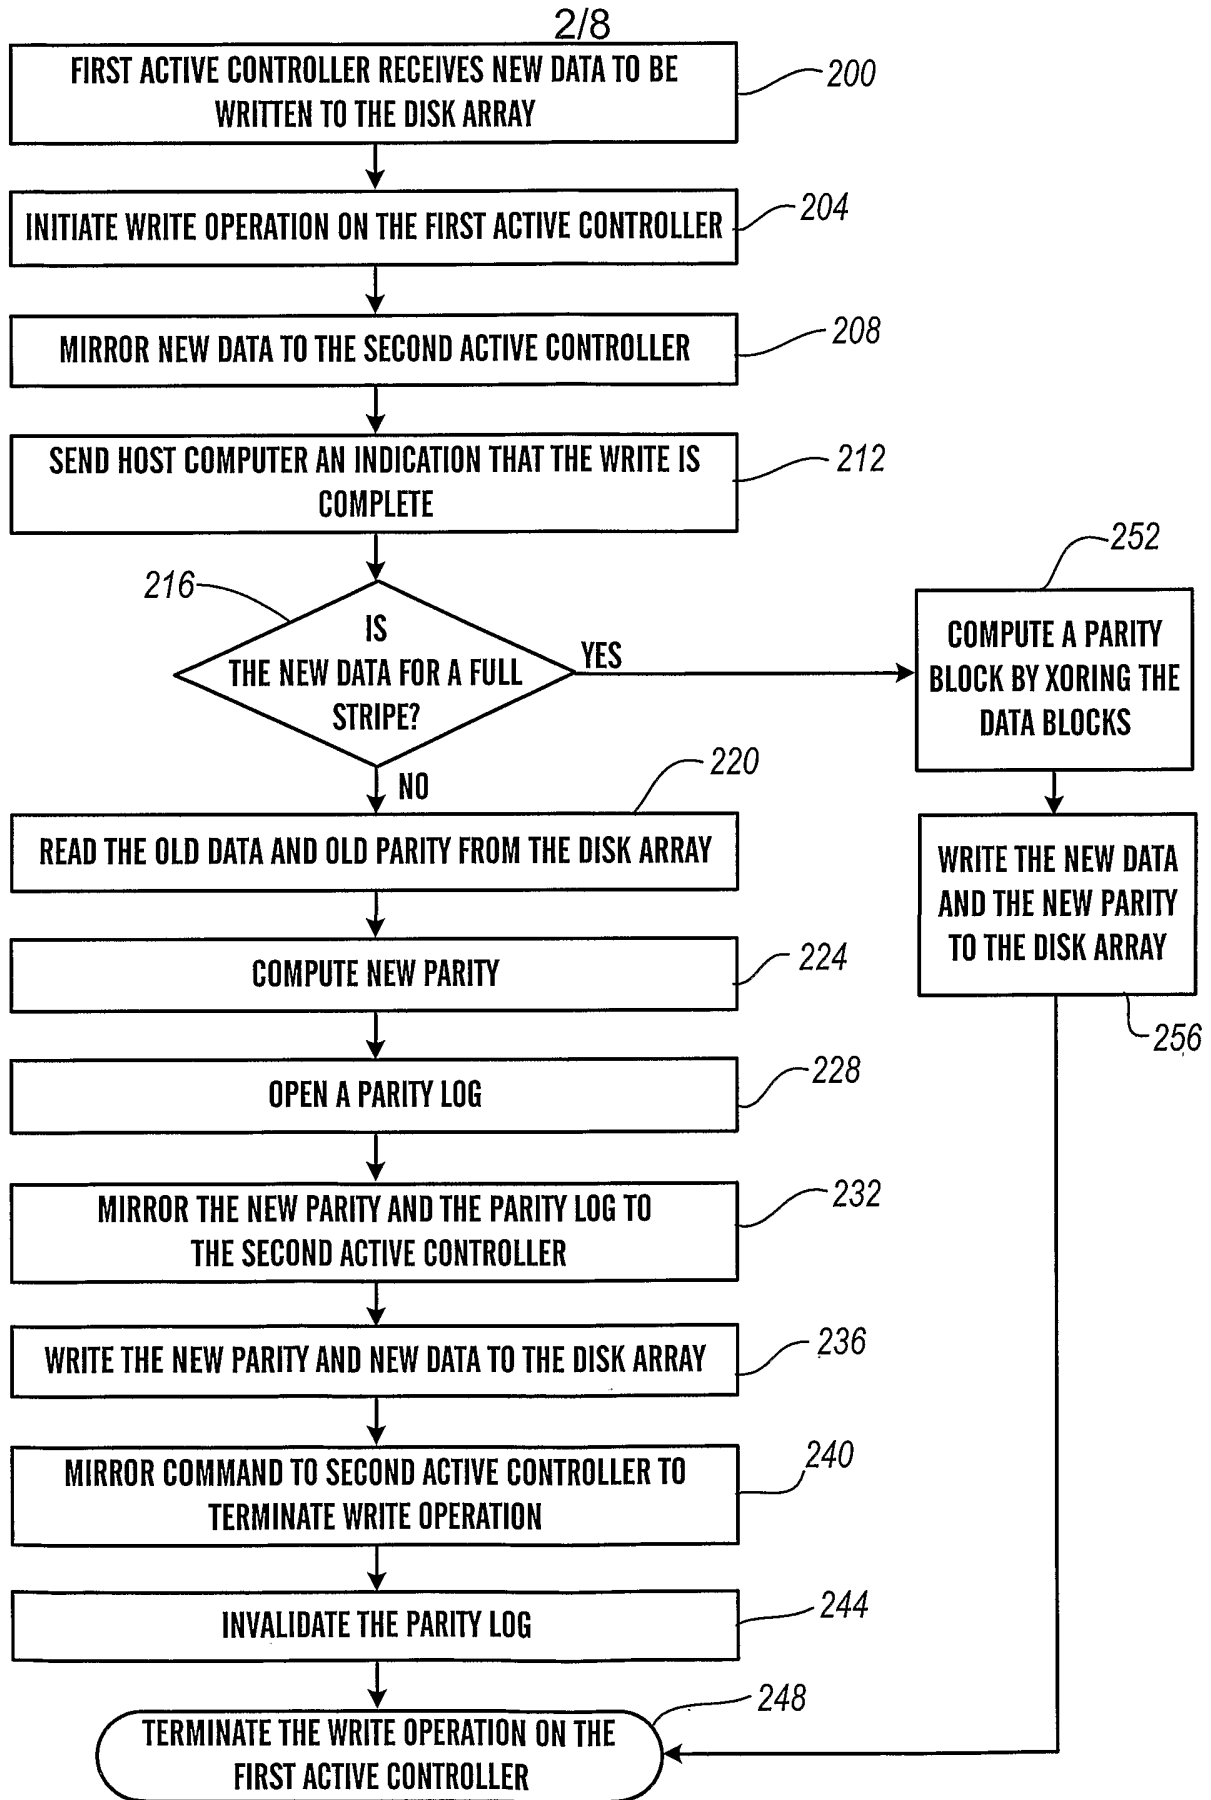 2/8
FIRST ACTIVE CONTROLLER RECEIVES NEW DATA TO BE
WRITTEN TO THE DISK ARRAY
200
INITIATE WRITE OPERATION ON THE FIRST ACTIVE CONTROLLER
204
MIRROR NEW DATA TO THE SECOND ACTIVE CONTROLLER
208
SEND HOST COMPUTER AN INDICATION THAT THE WRITE IS
COMPLETE
212
216
IS
THE NEW DATA FOR A FULL
STRIPE?
YES
NO
252
COMPUTE A PARITY
BLOCK BY XORING THE
DATA BLOCKS
WRITE THE NEW DATA
AND THE NEW PARITY
TO THE DISK ARRAY
256
220
READ THE OLD DATA AND OLD PARITY FROM THE DISK ARRAY
COMPUTE NEW PARITY
224
OPEN A PARITY LOG
228
MIRROR THE NEW PARITY AND THE PARITY LOG TO
THE SECOND ACTIVE CONTROLLER
232
WRITE THE NEW PARITY AND NEW DATA TO THE DISK ARRAY
236
MIRROR COMMAND TO SECOND ACTIVE CONTROLLER TO
TERMINATE WRITE OPERATION
240
INVALIDATE THE PARITY LOG
244
TERMINATE THE WRITE OPERATION ON THE
FIRST ACTIVE CONTROLLER
248